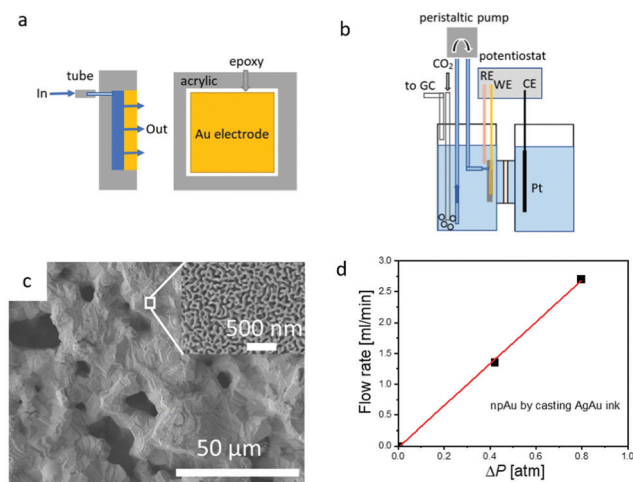 a
tube
In
Out
acrylic
epoxy
Au electrode
b
peristaltic pump
potentiostat
CO₂
to GC
RE
WE
CE
Pt
c
500 nm
50 µm
d
Flow rate [ml/min]
3.0
2.5
2.0
1.5
1.0
0.5
0.0
npAu by casting AgAu ink
0.0 0.2 0.4 0.6 0.8 1.0
ΔP [atm]